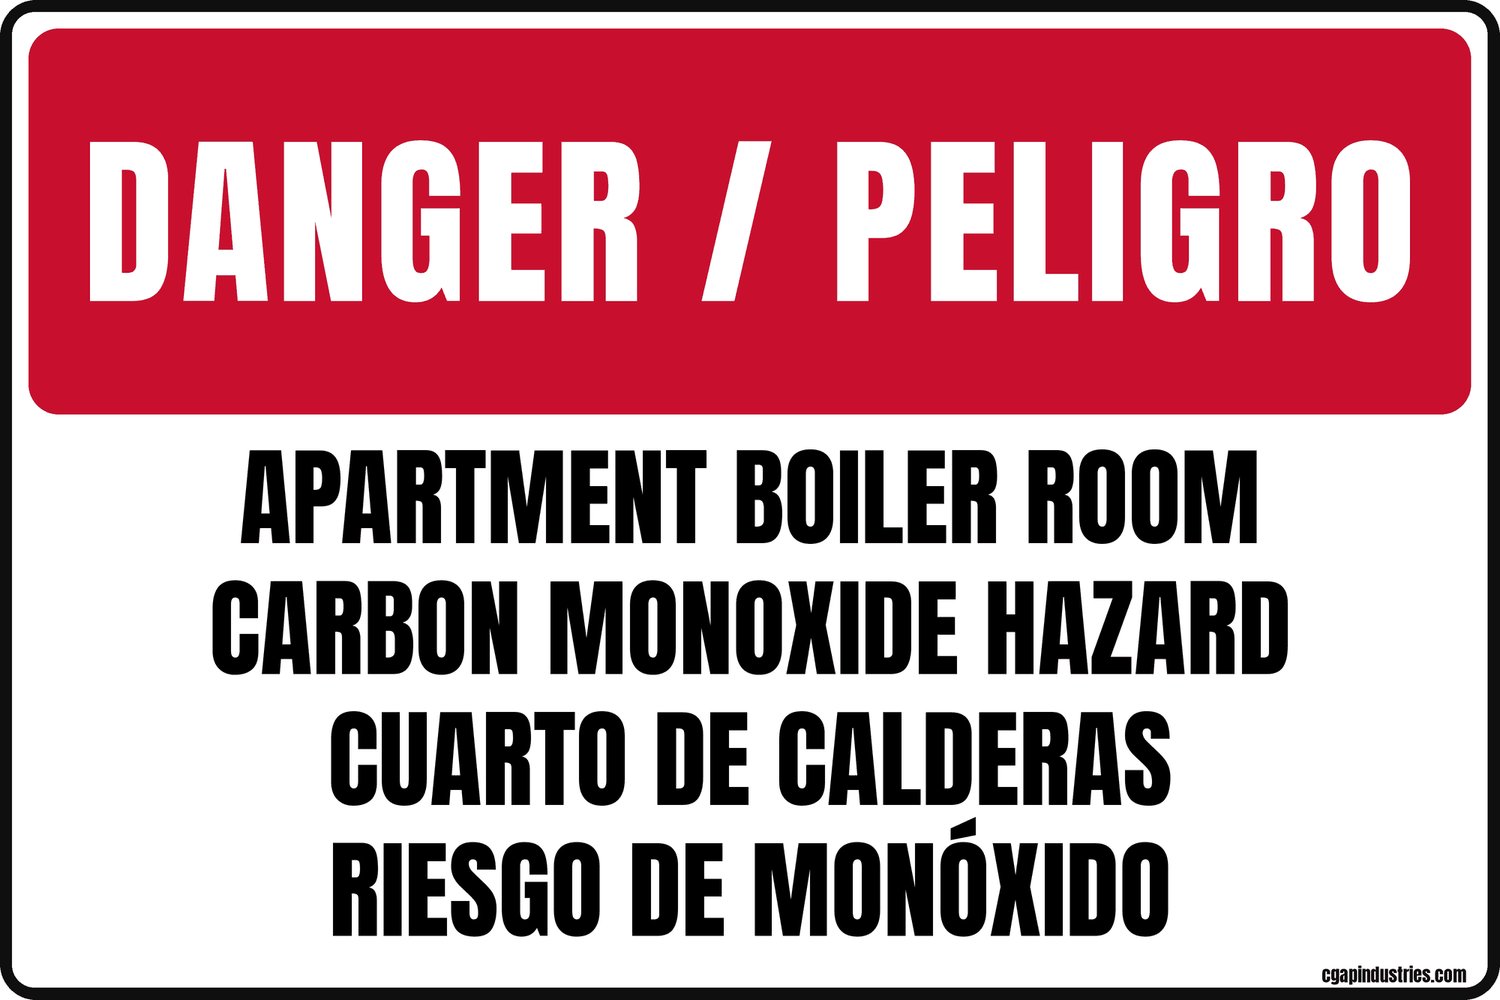 DANGER / PELIGRO
APARTMENT BOILER ROOM
CARBON MONOXIDE HAZARD
CUARTO DE CALDERAS
RIESGO DE MONÓXIDO
cgapindustries.com